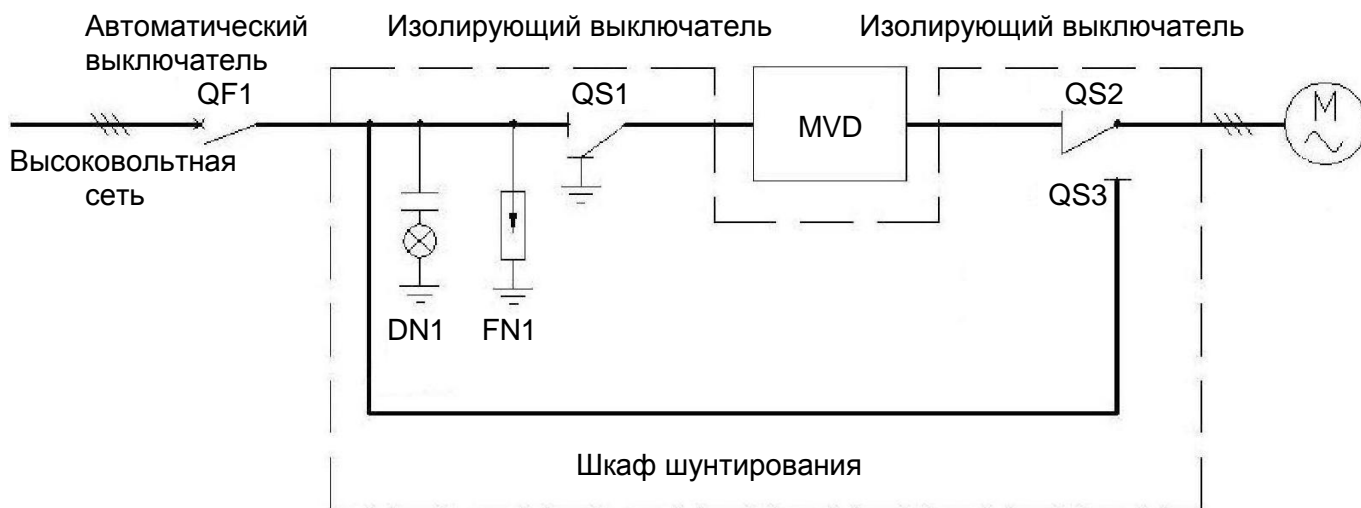 Автоматический
выключатель
Изолирующий выключатель
Изолирующий выключатель
QF1
QS1
QS2
M
MVD
Высоковольтная
сеть
QS3
DN1
FN1
Шкаф шунтирования